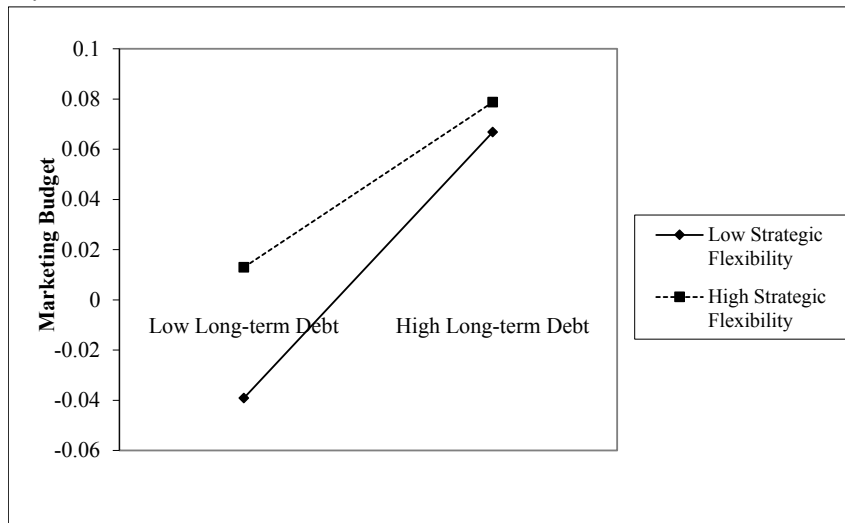 0.1
0.08
0.06
0.04
0.02
0
-0.02
-0.04
-0.06
Marketing Budget
Low Long-term Debt
High Long-term Debt
Low Strategic
Flexibility
High Strategic
Flexibility